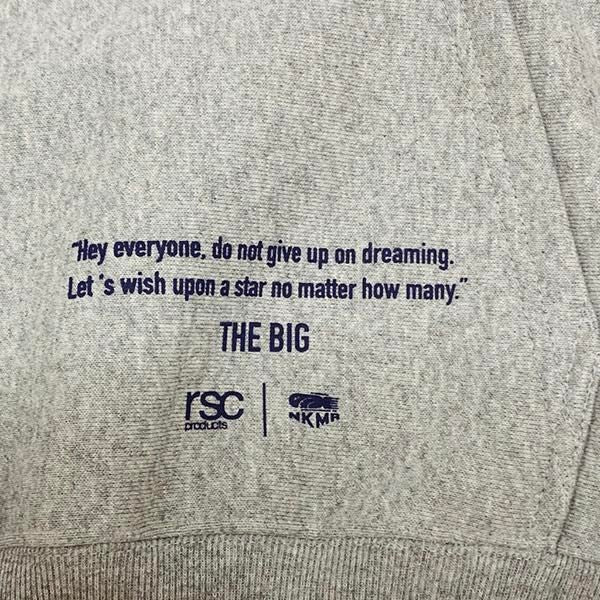 "Hey everyone, do not give up on dreaming.
Let 's wish upon a star no matter how many."
THE BIG
rsc
products
NKMR